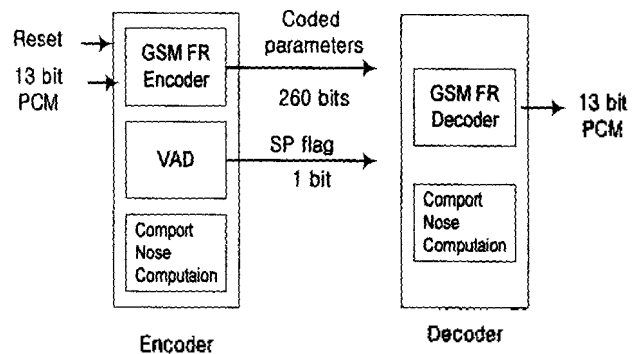 Reset
13 bit
PCM
GSM FR
Encoder
VAD
Comport
Nose
Computaion
Encoder
Coded
parameters
260 bits
SP flag
1 bit
GSM FR
Decoder
Comport
Nose
Computaion
Decoder
13 bit
PCM